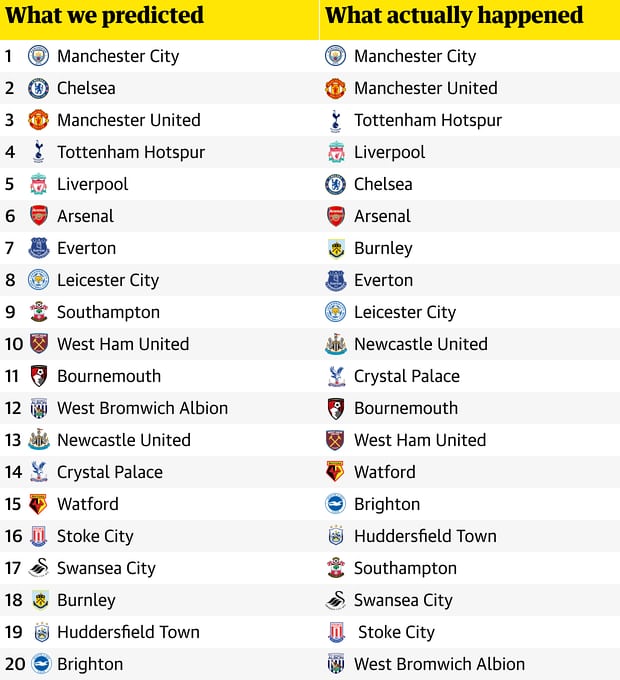 What we predicted What actually happened
1 Manchester City Manchester City
2 Chelsea Manchester United
3 Manchester United Tottenham Hotspur
4 Tottenham Hotspur Liverpool
5 Liverpool Chelsea
6 Arsenal Arsenal
7 Everton Burnley
8 Leicester City Everton
9 Southampton Leicester City
10 West Ham United Newcastle United
11 Bournemouth Crystal Palace
12 West Bromwich Albion Bournemouth
13 Newcastle United West Ham United
14 Crystal Palace Watford
15 Watford Brighton
16 Stoke City Huddersfield Town
17 Swansea City Southampton
18 Burnley Swansea City
19 Huddersfield Town Stoke City
20 Brighton West Bromwich Albion